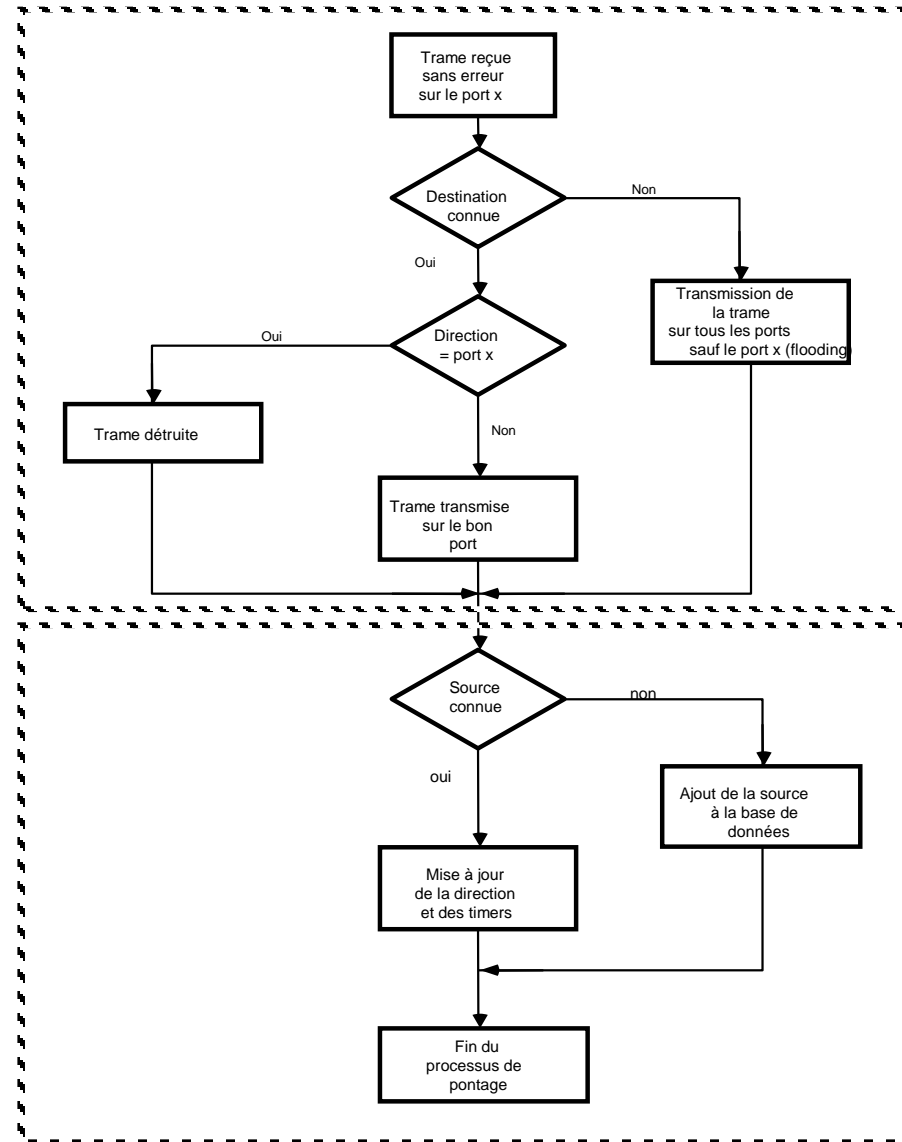 Trame reçue
sans erreur
sur le port x
Destination
connue
Non
Oui
Transmission de
la trame
sur tous les ports
sauf le port x (flooding)
Direction
= port x
Oui
Trame détruite
Non
Trame transmise
sur le bon
port
Source
connue
non
oui
Ajout de la source
à la base de
données
Mise à jour
de la direction
et des timers
Fin du
processus de
pontage